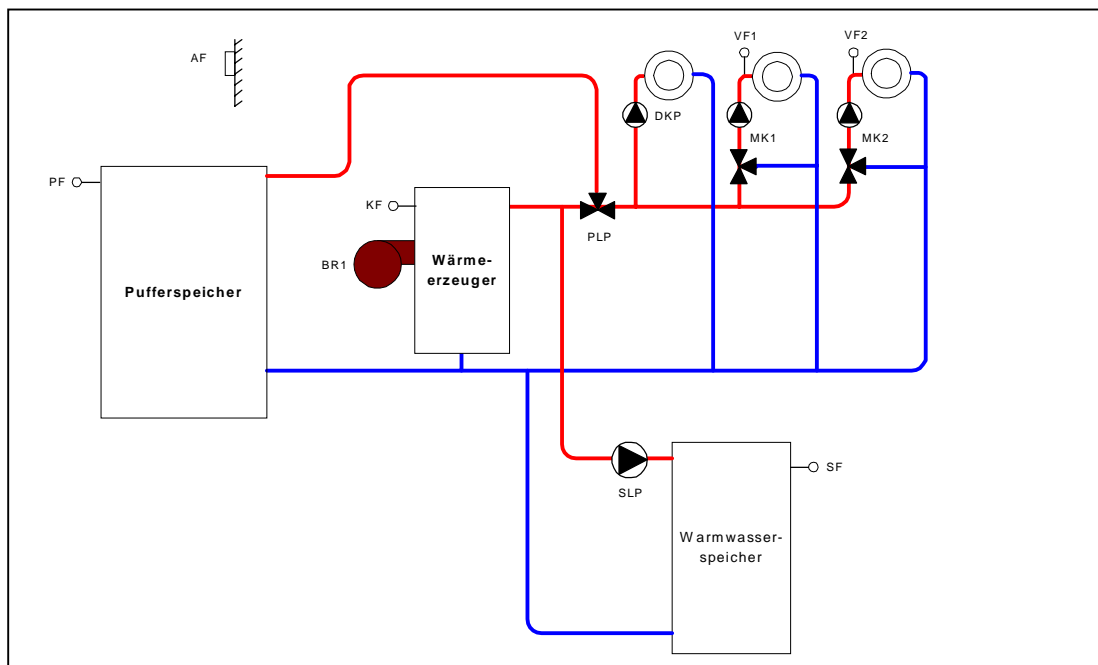 VF1
VF2
AF
DKP
MK1
MK2
PF
KF
PLP
BR1
Wärme-
erzeuger
Pufferspeicher
SF
SLP
Warmwasser-
speicher